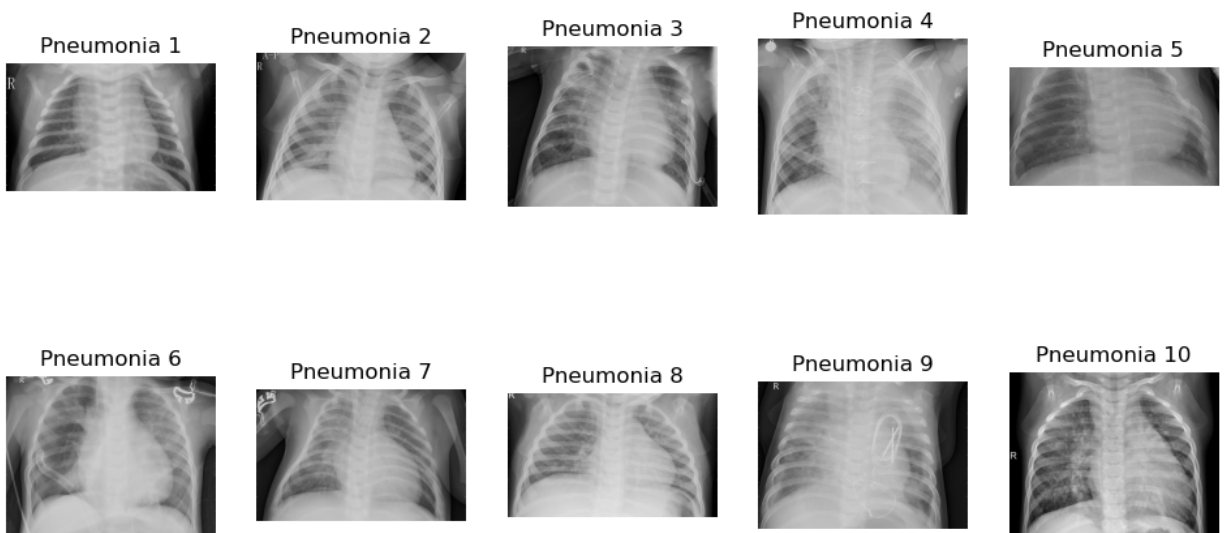 Pneumonia 1
Pneumonia 2
Pneumonia 3
Pneumonia 4
Pneumonia 5
R
R
R
Pneumonia 6
Pneumonia 7
Pneumonia 8
Pneumonia 9
Pneumonia 10
R
R
R